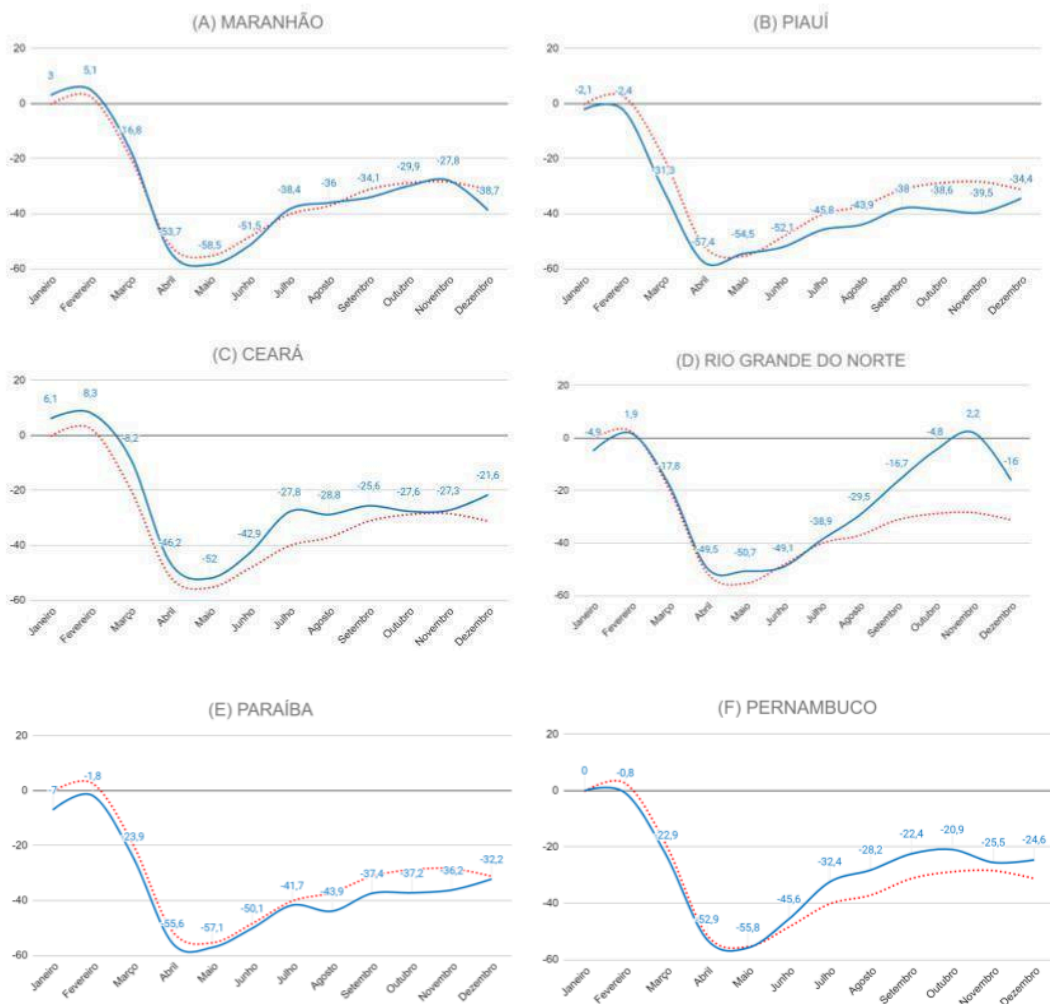 (A) MARANHÃO
20
0
-20
-40
-60
3
5,1
-16,8
-53,7
-58,5
-51,5
-38,4
-36
-34,1
-29,9
-27,8
-38,7
Janeiro
Fevereiro
Março
Abril
Maio
Junho
Julho
Agosto
Setembro
Outubro
Novembro
Dezembro
(B) PIAUÍ
20
0
-20
-40
-60
-2,1
-2,4
-31,3
-57,4
-54,5
-52,1
-45,8
-43,9
-38
-38,6
-39,5
-34,4
Janeiro
Fevereiro
Março
Abril
Maio
Junho
Julho
Agosto
Setembro
Outubro
Novembro
Dezembro
(C) CEARÁ
20
0
-20
-40
-60
6,1
8,3
-8,2
-46,2
-52
-42,9
-27,8
-28,8
-25,6
-27,6
-27,3
-21,6
Janeiro
Fevereiro
Março
Abril
Maio
Junho
Julho
Agosto
Setembro
Outubro
Novembro
Dezembro
(D) RIO GRANDE DO NORTE
20
0
-20
-40
-60
-4,9
1,9
-17,8
-49,5
-50,7
-49,1
-38,9
-29,5
-16,7
-4,8
2,2
-16
Janeiro
Fevereiro
Março
Abril
Maio
Junho
Julho
Agosto
Setembro
Outubro
Novembro
Dezembro
(E) PARAÍBA
20
0
-20
-40
-60
-7
-1,8
-23,9
-55,6
-57,1
-50,1
-41,7
-43,9
-37,4
-37,2
-36,2
-32,2
Janeiro
Fevereiro
Março
Abril
Maio
Junho
Julho
Agosto
Setembro
Outubro
Novembro
Dezembro
(F) PERNAMBUCO
20
0
-20
-40
-60
0
-0,8
-22,9
-52,9
-55,8
-45,6
-32,4
-28,2
-22,4
-20,9
-25,5
-24,6
Janeiro
Fevereiro
Março
Abril
Maio
Junho
Julho
Agosto
Setembro
Outubro
Novembro
Dezembro